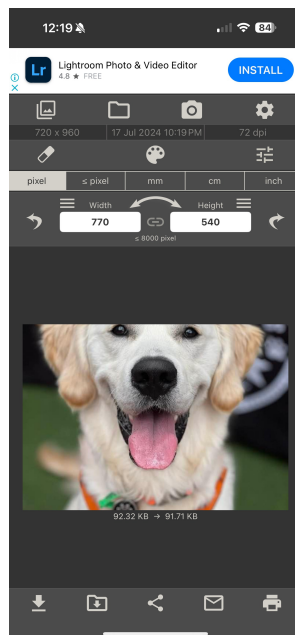 12:19
84
Lr
Lightroom Photo & Video Editor
4.8 ★ FREE
INSTALL
720 x 960
17 Jul 2024 10:19 PM
72 dpi
pixel
≤ pixel
mm
cm
inch
Width
Height
770
540
≤ 8000 pixel
92.32 KB → 91.71 KB